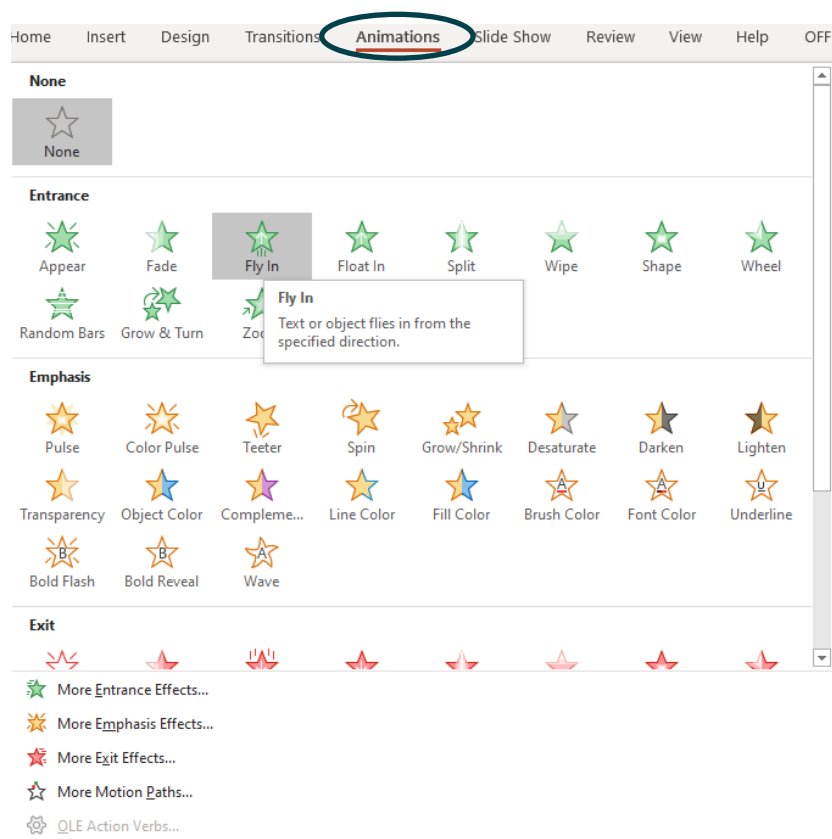 Home Insert Design Transitions Animations Slide Show Review View Help OFF
None
None
Entrance
Appear Fade Fly In Float In Split Wipe Shape Wheel
Random Bars Grow & Turn Zo
Fly In
Text or object flies in from the
specified direction.
Emphasis
Pulse Color Pulse Teeter Spin Grow/Shrink Desaturate Darken Lighten
Transparency Object Color Compleme... Line Color Fill Color Brush Color Font Color Underline
Bold Flash Bold Reveal Wave
Exit
More Entrance Effects...
More Emphasis Effects...
More Exit Effects...
More Motion Paths...
OLE Action Verbs...